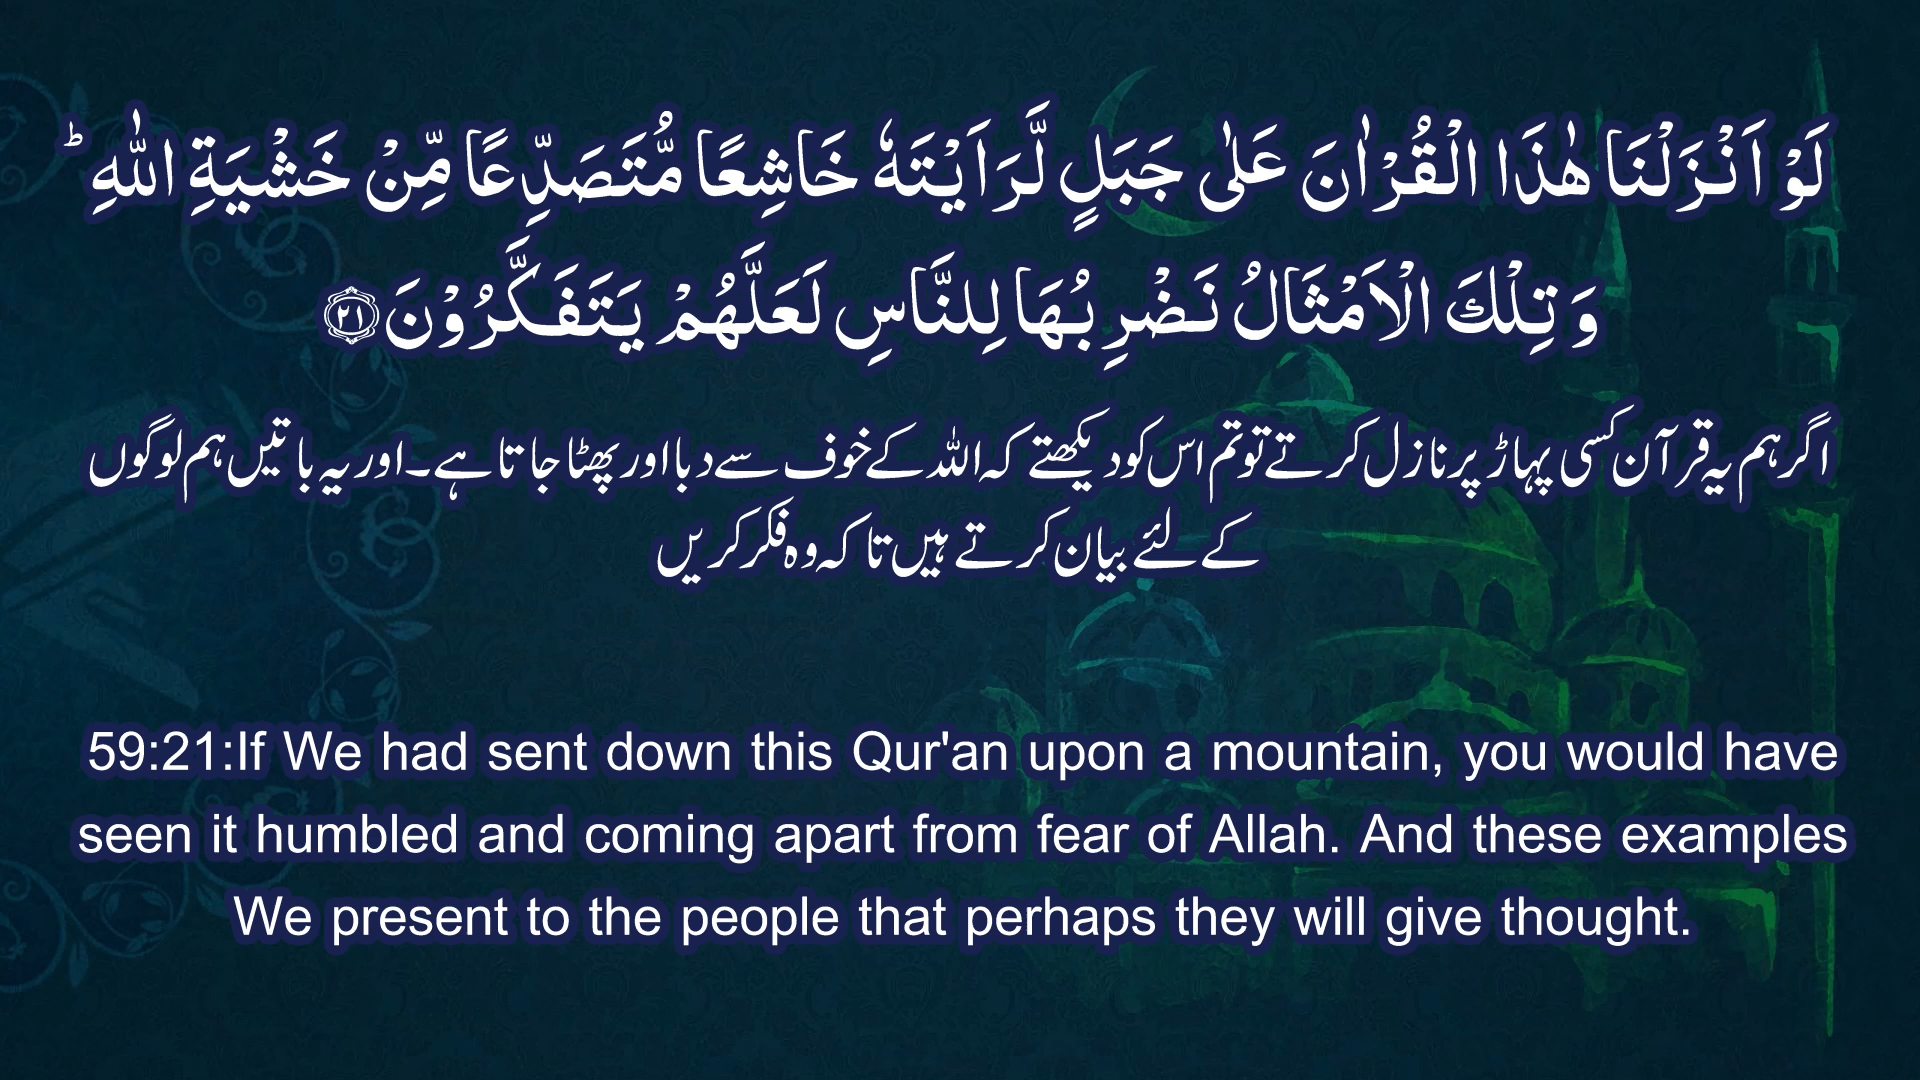 لَوْ اَنْزَلْنَا هٰذَا الْقُرْاٰنَ عَلٰى جَبَلٍ لَّرَاَيْتَهٗ خَاشِعًا مُّتَصَدِّعًا مِّنْ خَشْيَةِ اللّٰهِ ؕ
وَ تِلْكَ الْاَمْثَالُ نَضْرِبُهَا لِلنَّاسِ لَعَلَّهُمْ يَتَفَكَّرُوْنَ ۝۲۱
اگر ہم یہ قرآن کسی پہاڑ پر نازل کرتے تو تم اس کو دیکھتے کہ اللہ کے خوف سے دبا اور پھٹا جاتا ہے۔ اور یہ باتیں ہم لوگوں
کے لئے بیان کرتے ہیں تاکہ وہ فکر کریں
59:21:If We had sent down this Qur'an upon a mountain, you would have
seen it humbled and coming apart from fear of Allah. And these examples
We present to the people that perhaps they will give thought.